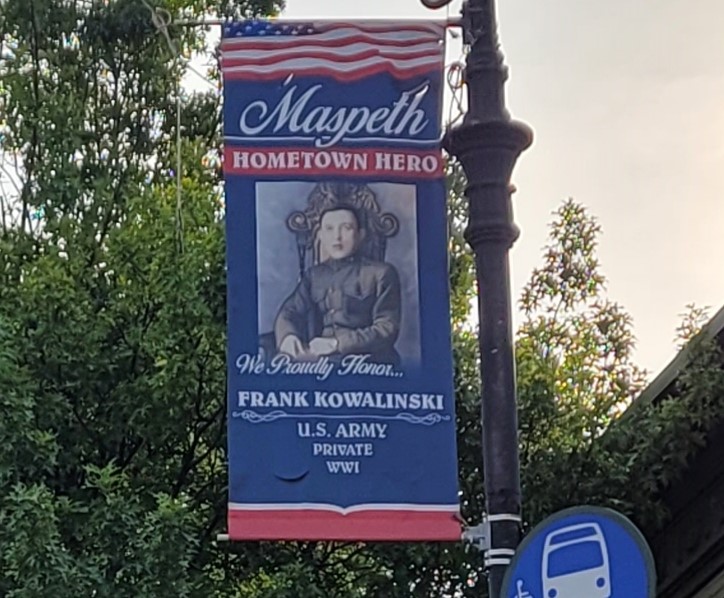 Maspeth
HOMETOWN HERO
We Proudly Honor...
FRANK KOWALINSKI
U.S. ARMY
PRIVATE
WWI